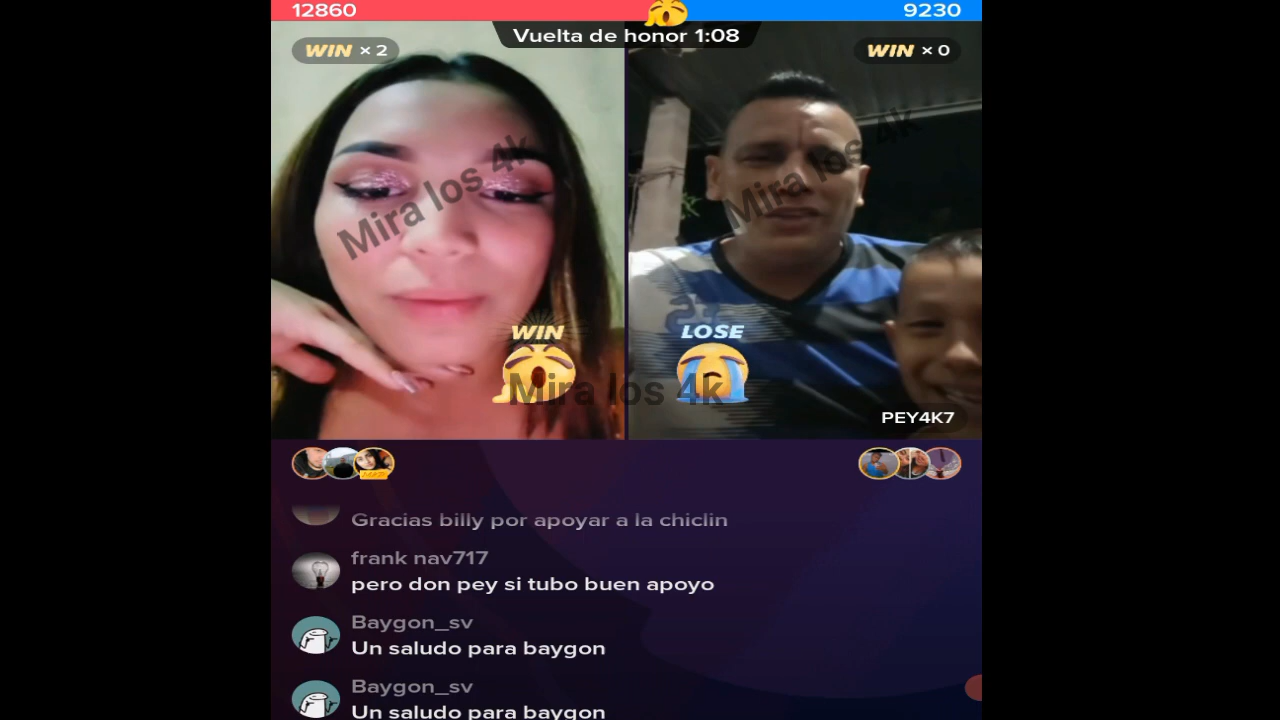 12860
9230
Vuelta de honor 1:08
WIN × 2
WIN × 0
Mira los 4k
Mira los 4k
WIN
LOSE
Mira los 4k
PEY4K7
Gracias billy por apoyar a la chiclin
frank nav717
pero don pey si tubo buen apoyo
Baygon_sv
Un saludo para baygon
Baygon_sv
Un saludo para baygon